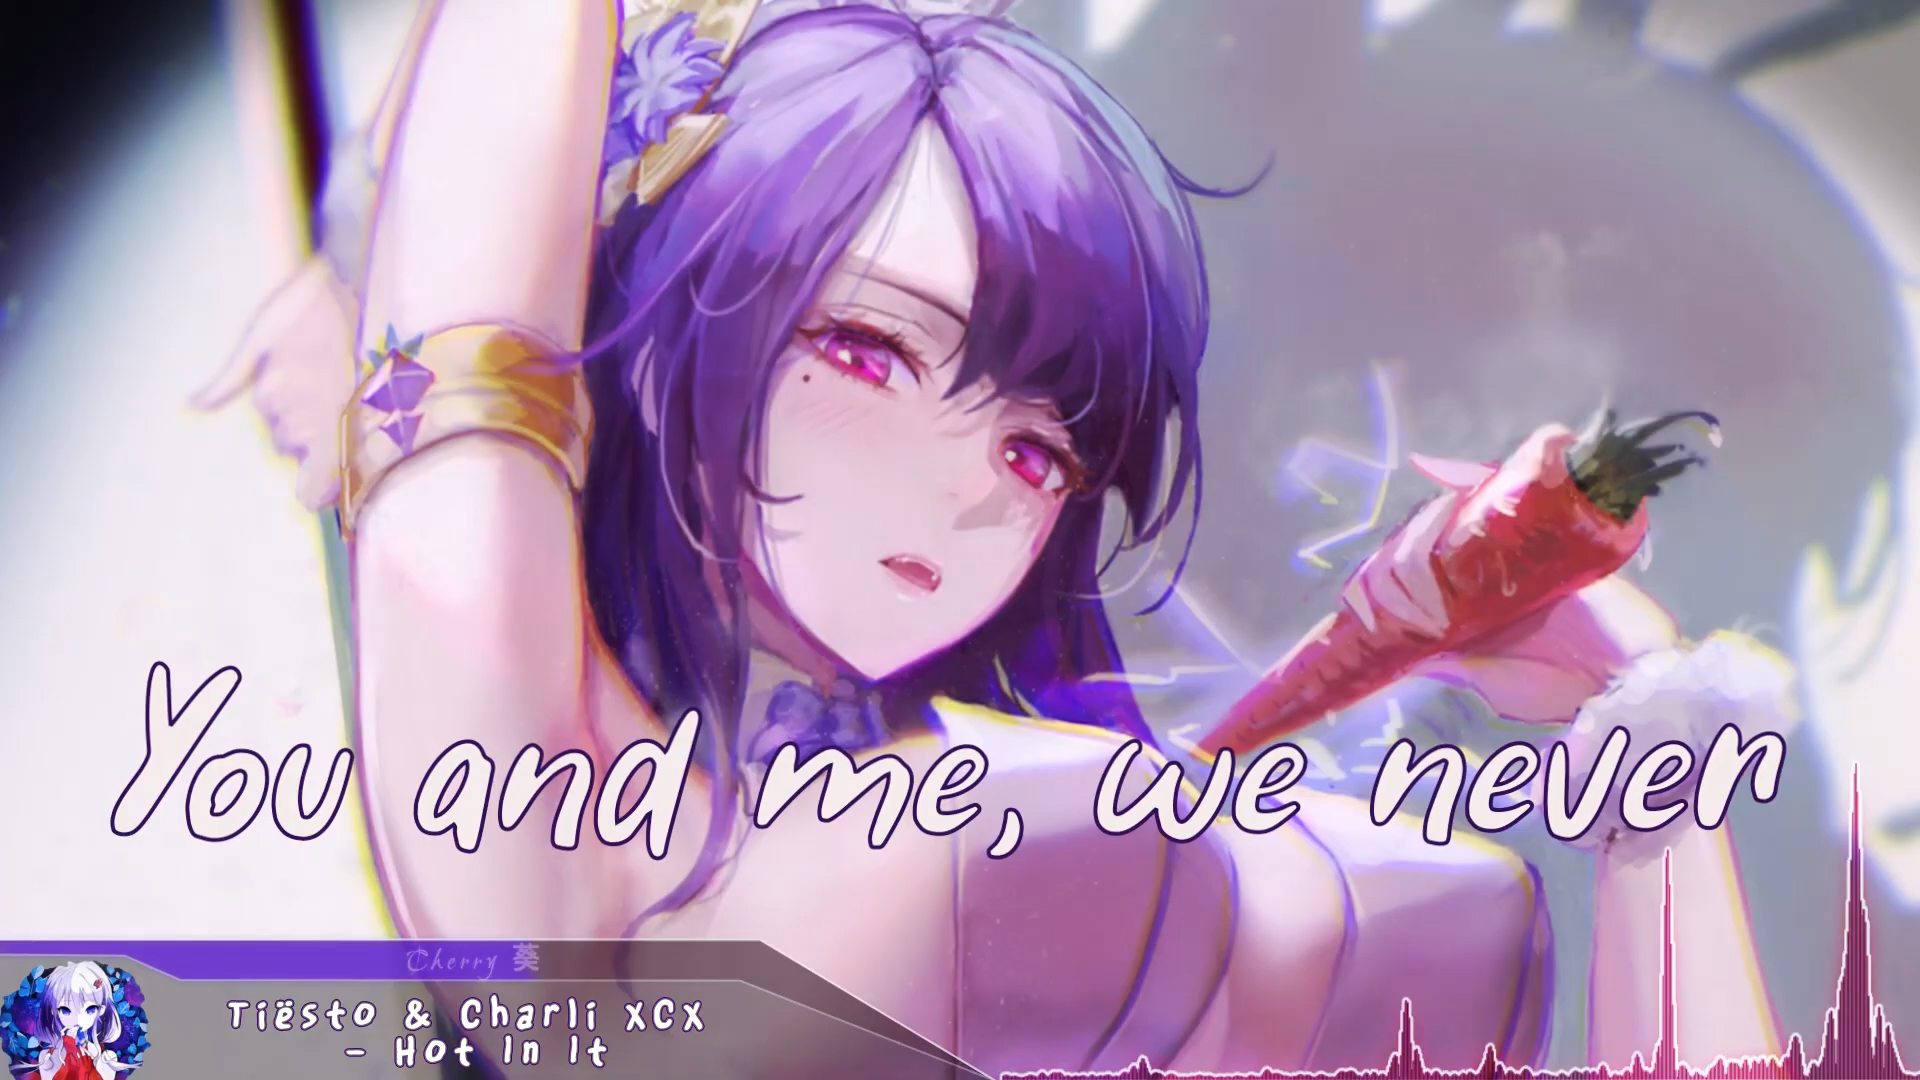 You and me, we never
Cherry 葵
Tiësto & Charli XCX
- Hot In It